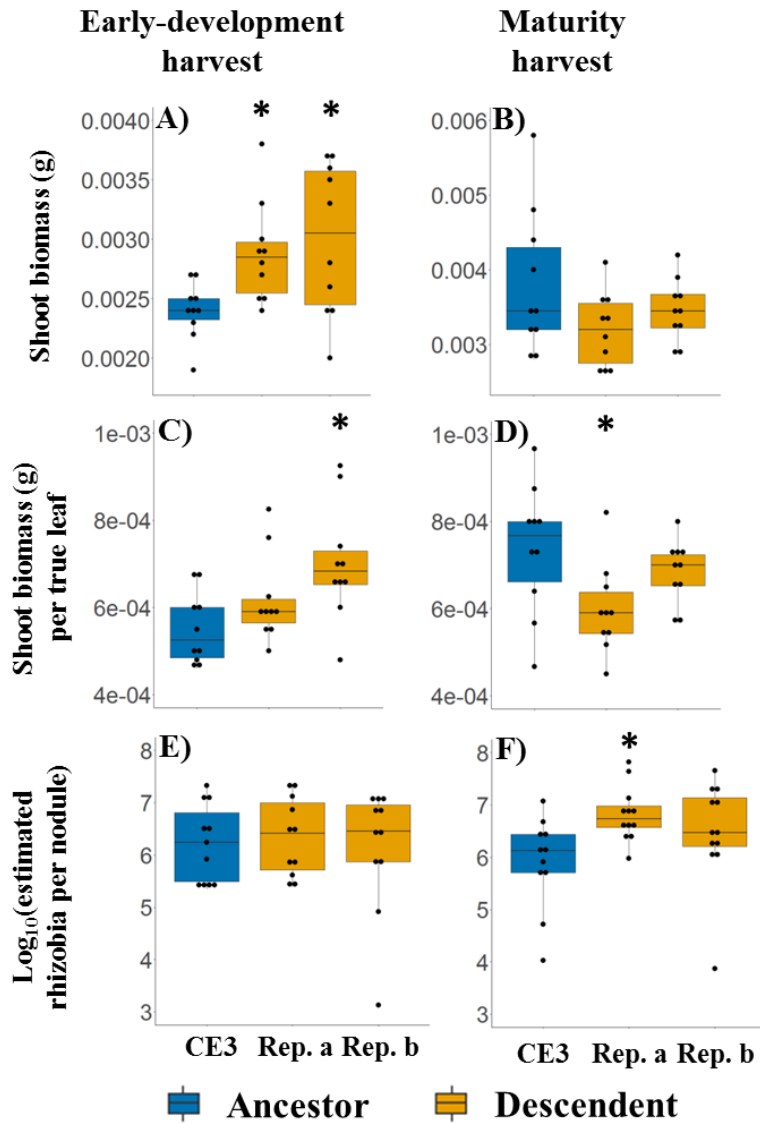 Early-development
harvest
Maturity
harvest
Shoot biomass (g)
A)
*
*
0.0040
0.0035
0.0030
0.0025
0.0020
B)
0.006
0.005
0.004
0.003
Shoot biomass (g)
per true leaf
C)
*
1e-03
8e-04
6e-04
4e-04
D)
*
1e-03
8e-04
6e-04
4e-04
Log₁₀(estimated
rhizobia per nodule)
E)
8
7
6
5
4
3
F)
*
8
7
6
5
4
3
CE3 Rep. a Rep. b
CE3 Rep. a Rep. b
Ancestor
Descendent